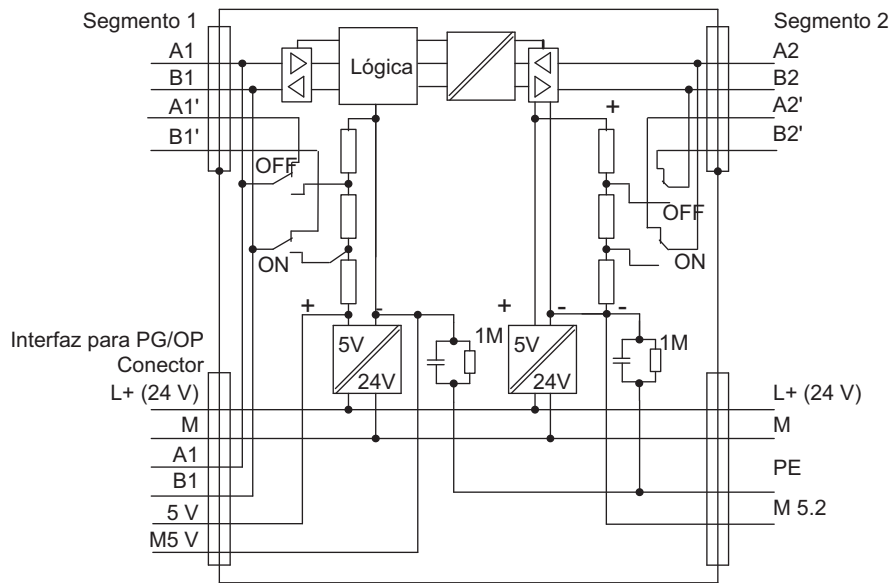 Segmento 1
Segmento 2
A1
B1
A1'
B1'
Lógica
A2
B2
A2'
B2'
+
OFF
ON
OFF
ON
+
-
+
-
-
Interfaz para PG/OP
Conector
5V
24V
1M
5V
24V
1M
L+ (24 V)
M
A1
B1
5 V
M5 V
L+ (24 V)
M
PE
M 5.2